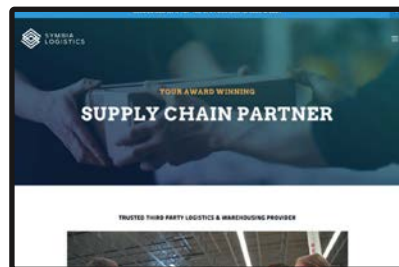 SYMBIA
LOGISTICS
YOUR AWARD WINNING
SUPPLY CHAIN PARTNER
TRUSTED THIRD PARTY LOGISTICS & WAREHOUSING PROVIDER